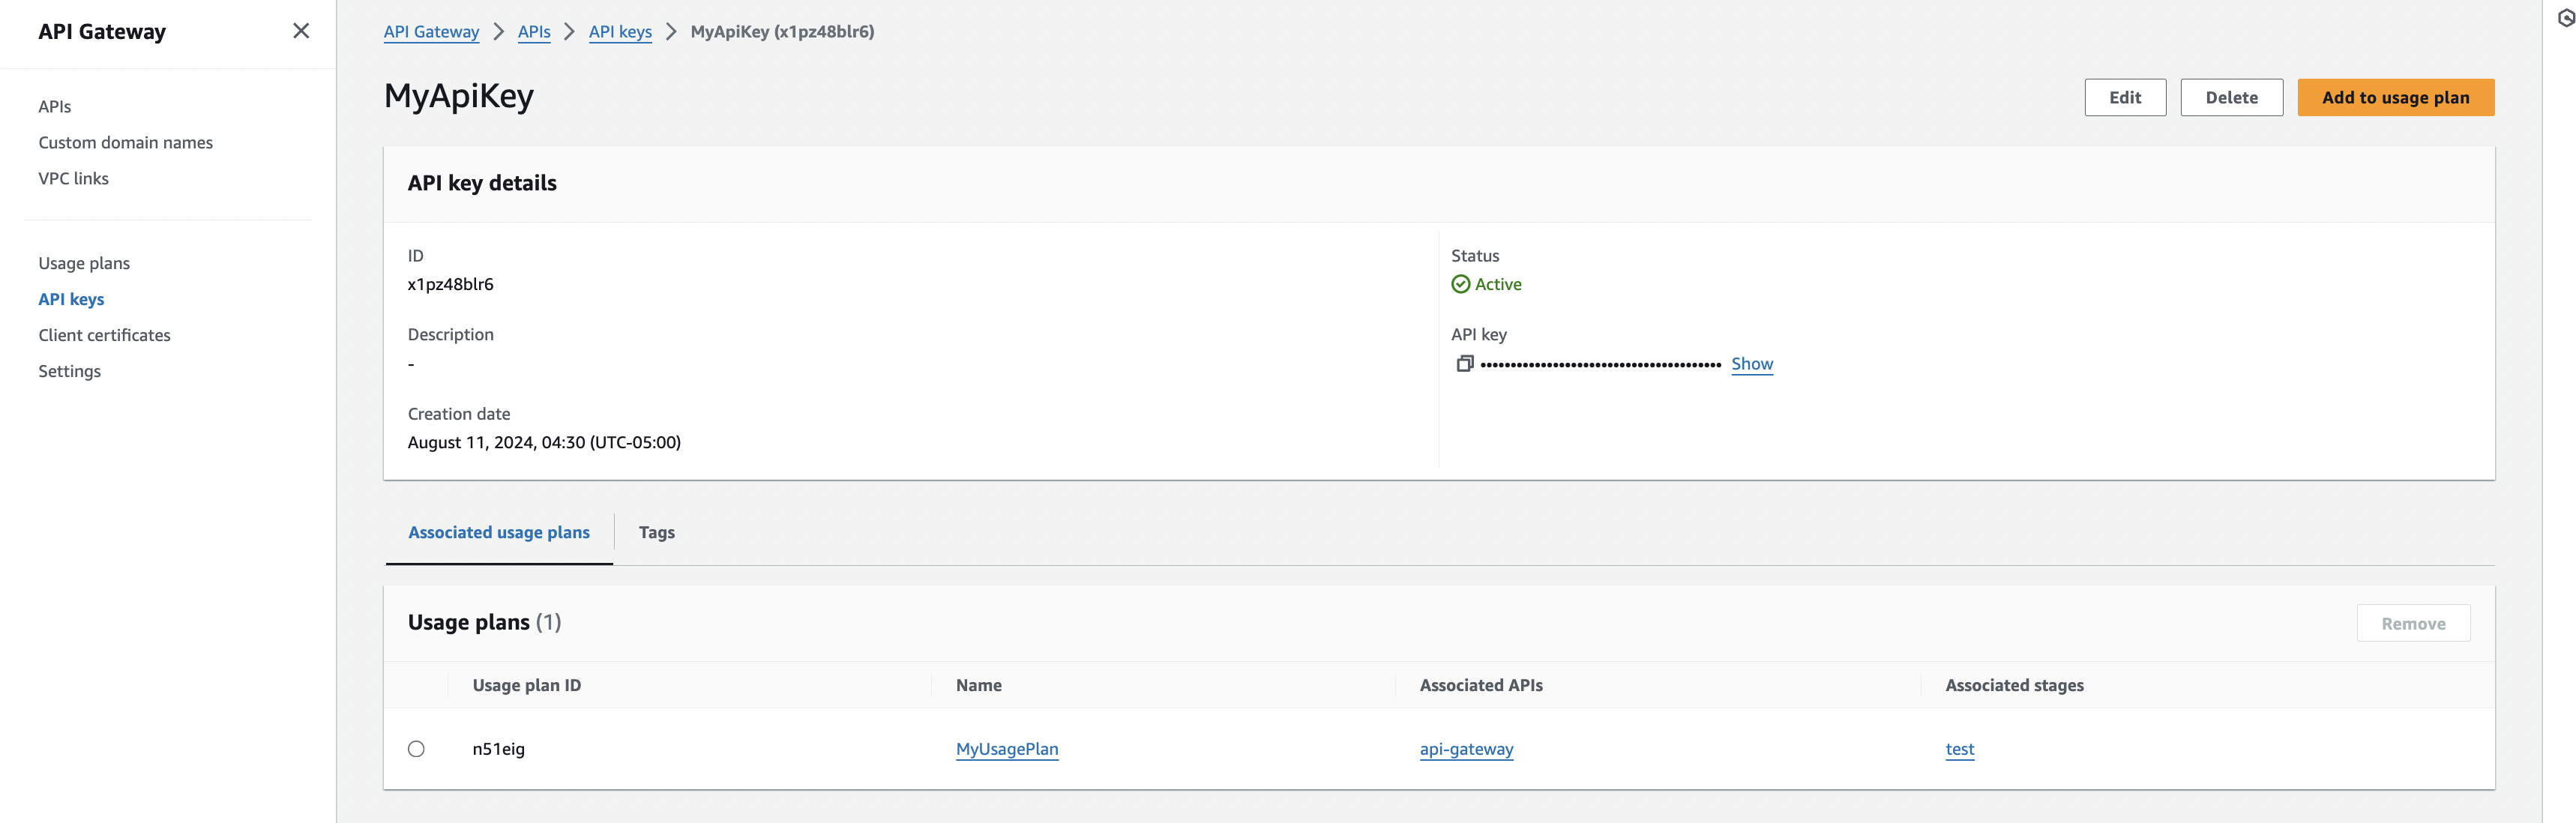 API Gateway
APIs
Custom domain names
VPC links
Usage plans
API keys
Client certificates
Settings
API Gateway > APIs > API keys > MyApiKey (x1pz48blr6)
MyApiKey
Edit
Delete
Add to usage plan
API key details
ID
x1pz48blr6
Description
-
Creation date
August 11, 2024, 04:30 (UTC-05:00)
Status
Active
API key
•••••••••••••••••••••••••••••••••••••••• Show
Associated usage plans
Tags
Usage plans (1)
Remove
Usage plan ID Name Associated APIs Associated stages
n51eig MyUsagePlan api-gateway test